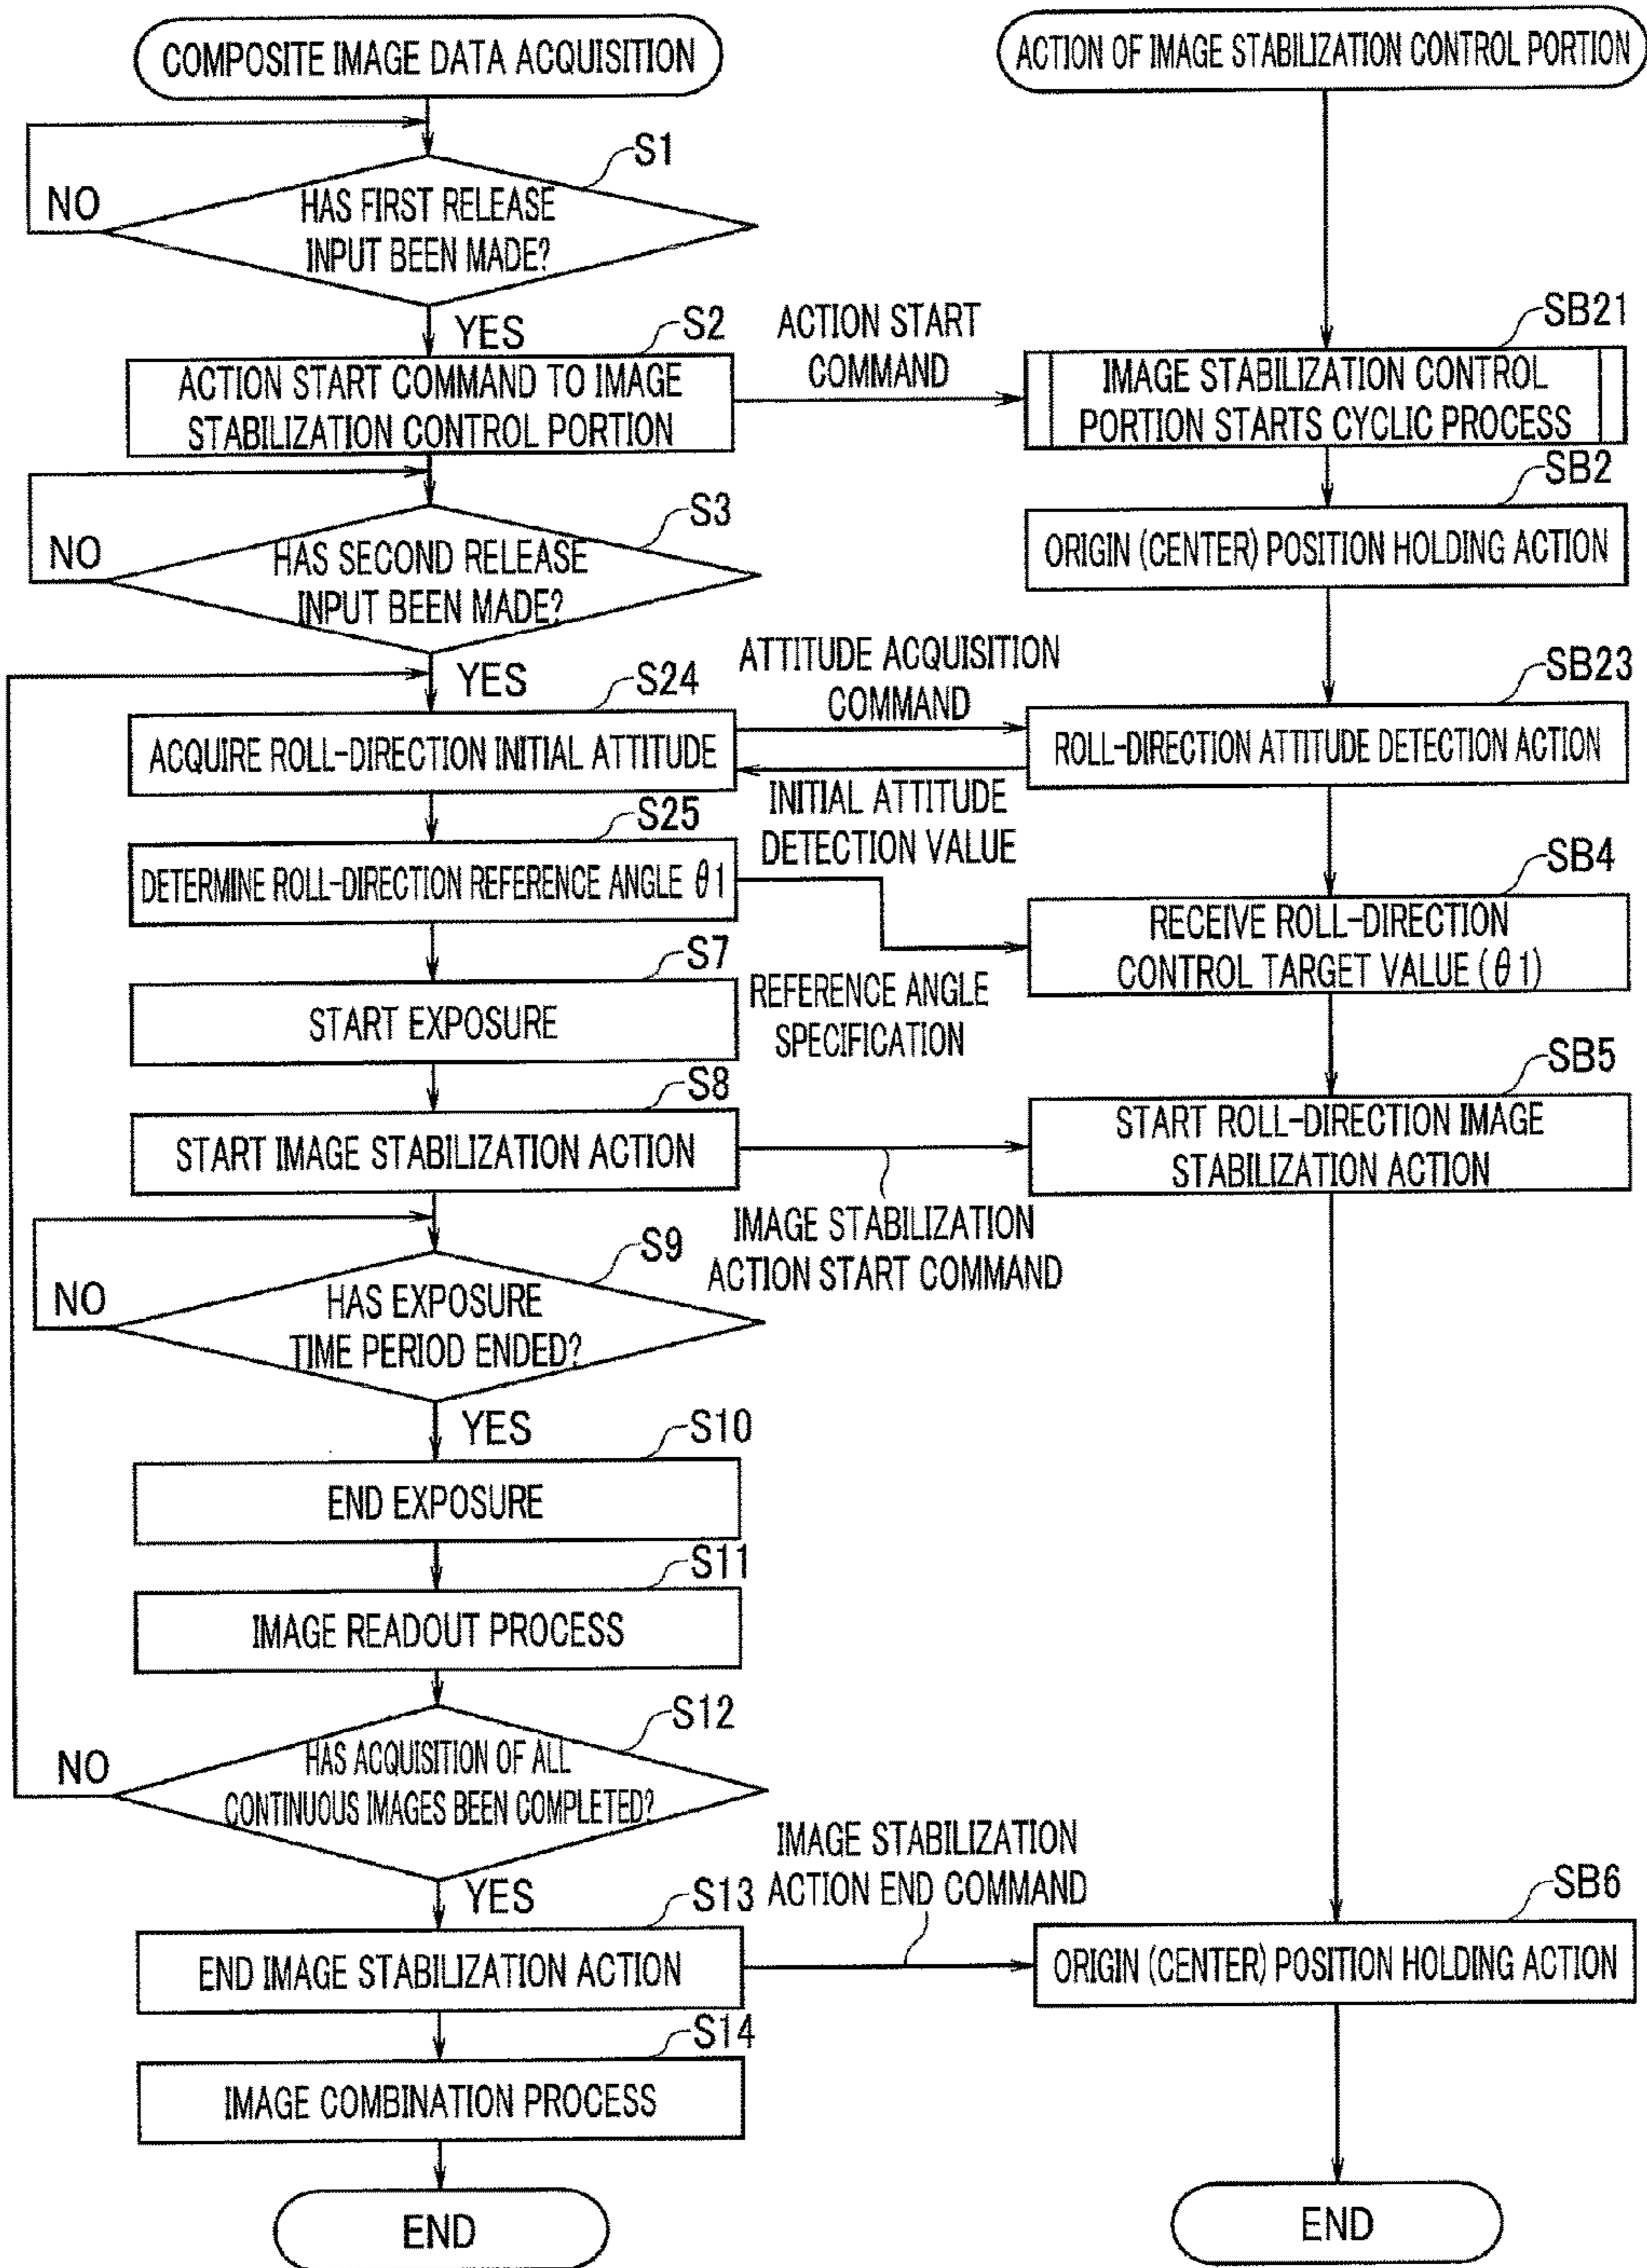 COMPOSITE IMAGE DATA ACQUISITION
ACTION OF IMAGE STABILIZATION CONTROL PORTION
S1
NO
HAS FIRST RELEASE
INPUT BEEN MADE?
YES
S2
ACTION START
COMMAND
SB21
ACTION START COMMAND TO IMAGE
STABILIZATION CONTROL PORTION
IMAGE STABILIZATION CONTROL
PORTION STARTS CYCLIC PROCESS
SB2
S3
NO
HAS SECOND RELEASE
INPUT BEEN MADE?
ORIGIN (CENTER) POSITION HOLDING ACTION
YES
S24
ATTITUDE ACQUISITION
COMMAND
SB23
ACQUIRE ROLL-DIRECTION INITIAL ATTITUDE
ROLL-DIRECTION ATTITUDE DETECTION ACTION
S25
INITIAL ATTITUDE
DETECTION VALUE
SB4
DETERMINE ROLL-DIRECTION REFERENCE ANGLE θ1
RECEIVE ROLL-DIRECTION
CONTROL TARGET VALUE (θ1)
S7
REFERENCE ANGLE
SPECIFICATION
START EXPOSURE
SB5
S8
START IMAGE STABILIZATION ACTION
START ROLL-DIRECTION IMAGE
STABILIZATION ACTION
IMAGE STABILIZATION
ACTION START COMMAND
S9
NO
HAS EXPOSURE
TIME PERIOD ENDED?
YES
S10
END EXPOSURE
S11
IMAGE READOUT PROCESS
S12
NO
HAS ACQUISITION OF ALL
CONTINUOUS IMAGES BEEN COMPLETED?
YES
S13
IMAGE STABILIZATION
ACTION END COMMAND
SB6
END IMAGE STABILIZATION ACTION
ORIGIN (CENTER) POSITION HOLDING ACTION
S14
IMAGE COMBINATION PROCESS
END
END